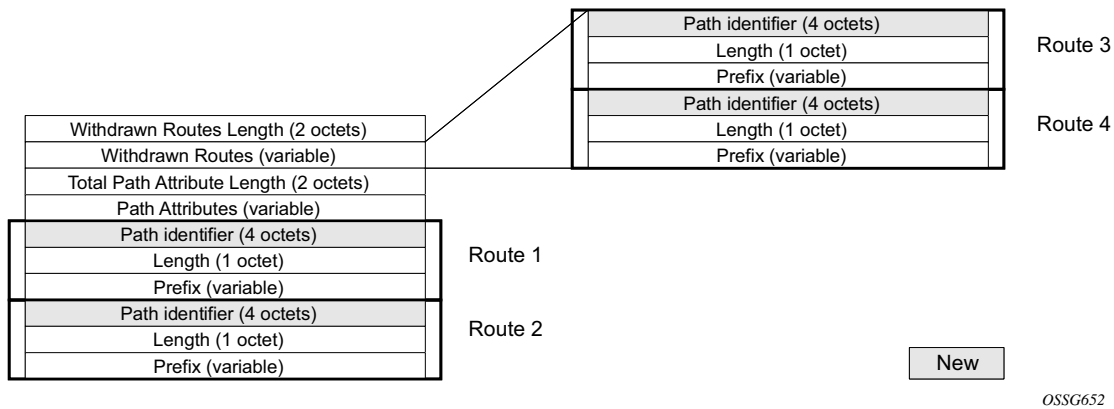 Path identifier (4 octets)
Length (1 octet)
Prefix (variable)
Route 3
Path identifier (4 octets)
Length (1 octet)
Prefix (variable)
Route 4
Withdrawn Routes Length (2 octets)
Withdrawn Routes (variable)
Total Path Attribute Length (2 octets)
Path Attributes (variable)
Path identifier (4 octets)
Length (1 octet)
Prefix (variable)
Route 1
Path identifier (4 octets)
Length (1 octet)
Prefix (variable)
Route 2
New
OSSG652